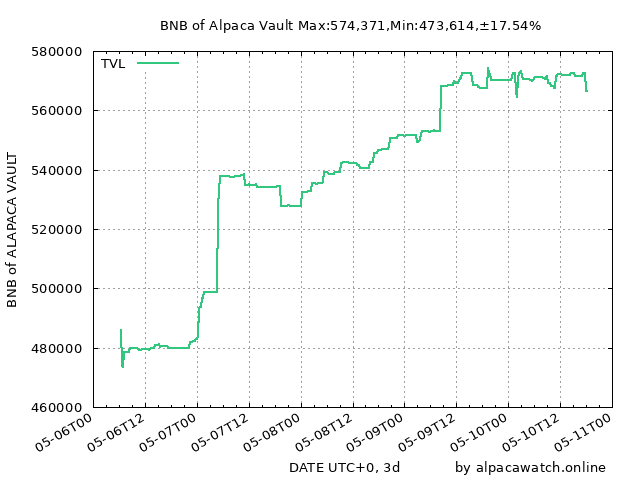 BNB of Alpaca Vault Max:574,371,Min:473,614,±17.54%
TVL
BNB of ALAPACA VAULT
580000
560000
540000
520000
500000
480000
460000
05-06T00
05-06T12
05-07T00
05-07T12
05-08T00
05-08T12
05-09T00
05-09T12
05-10T00
05-10T12
05-11T00
DATE UTC+0, 3d
by alpacawatch.online